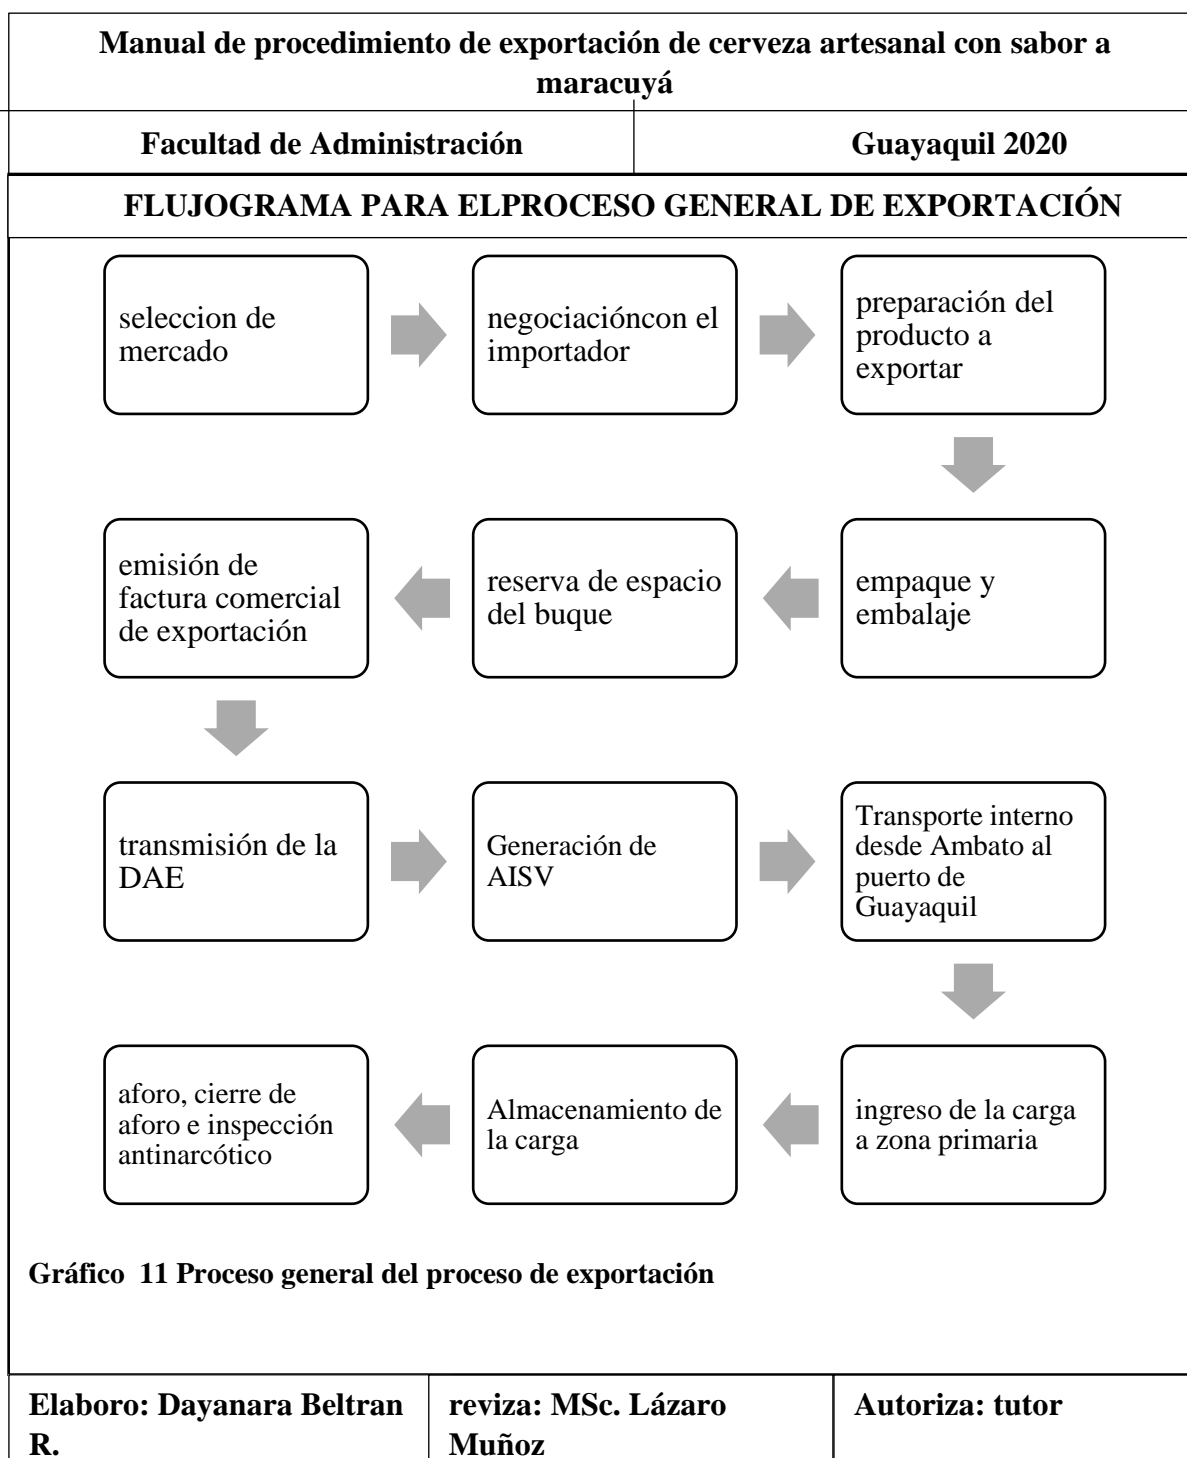 Manual de procedimiento de exportación de cerveza artesanal con sabor a
maracuyá
Facultad de Administración
Guayaquil 2020
FLUJOGRAMA PARA ELPROCESO GENERAL DE EXPORTACIÓN
seleccion de
mercado
negociacióncon el
importador
preparación del
producto a
exportar
empaque y
embalaje
reserva de espacio
del buque
emisión de
factura comercial
de exportación
transmisión de la
DAE
Generación de
AISV
Transporte interno
desde Ambato al
puerto de
Guayaquil
ingreso de la carga
a zona primaria
Almacenamiento de
la carga
aforo, cierre de
aforo e inspección
antinarcótico
Gráfico  11 Proceso general del proceso de exportación
Elaboro: Dayanara Beltran
R.
reviza: MSc. Lázaro
Muñoz
Autoriza: tutor